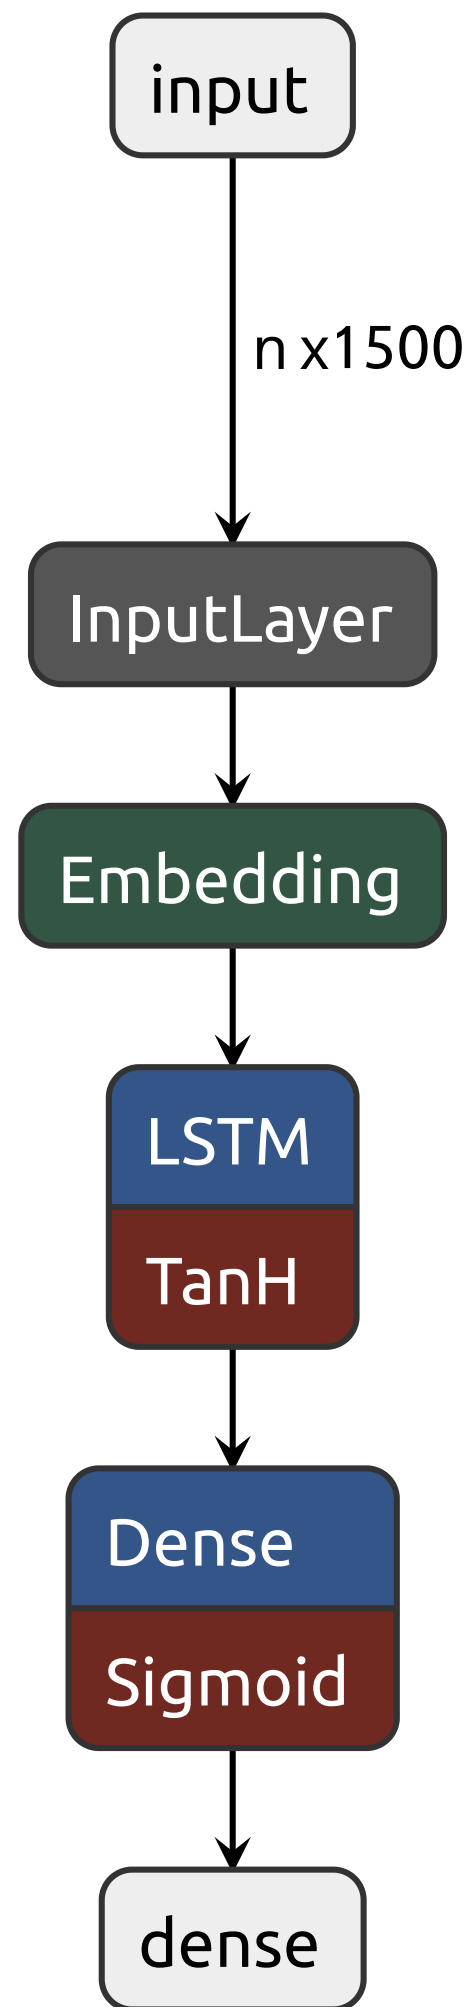 input
n x1500
InputLayer
Embedding
LSTM
TanH
Dense
Sigmoid
dense